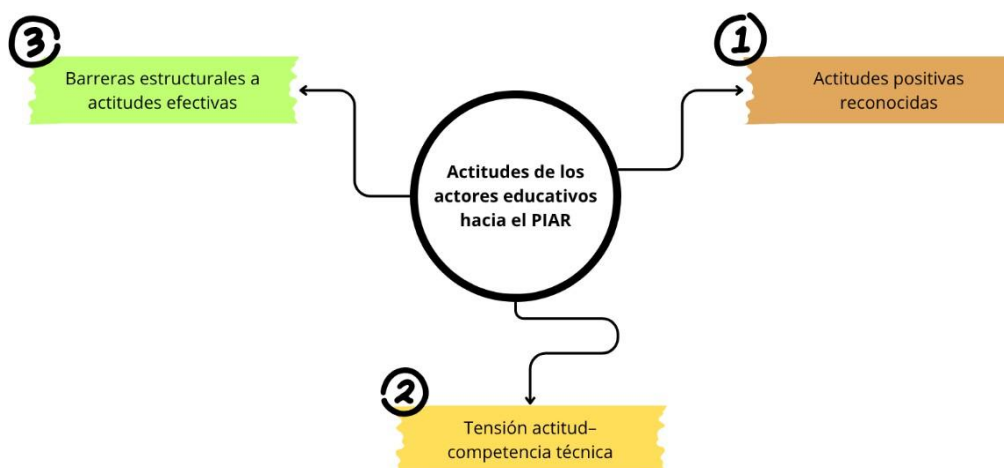 3
Barreras estructurales a
actitudes efectivas
1
Actitudes positivas
reconocidas
Actitudes de los
actores educativos
hacia el PIAR
2
Tensión actitud–
competencia técnica